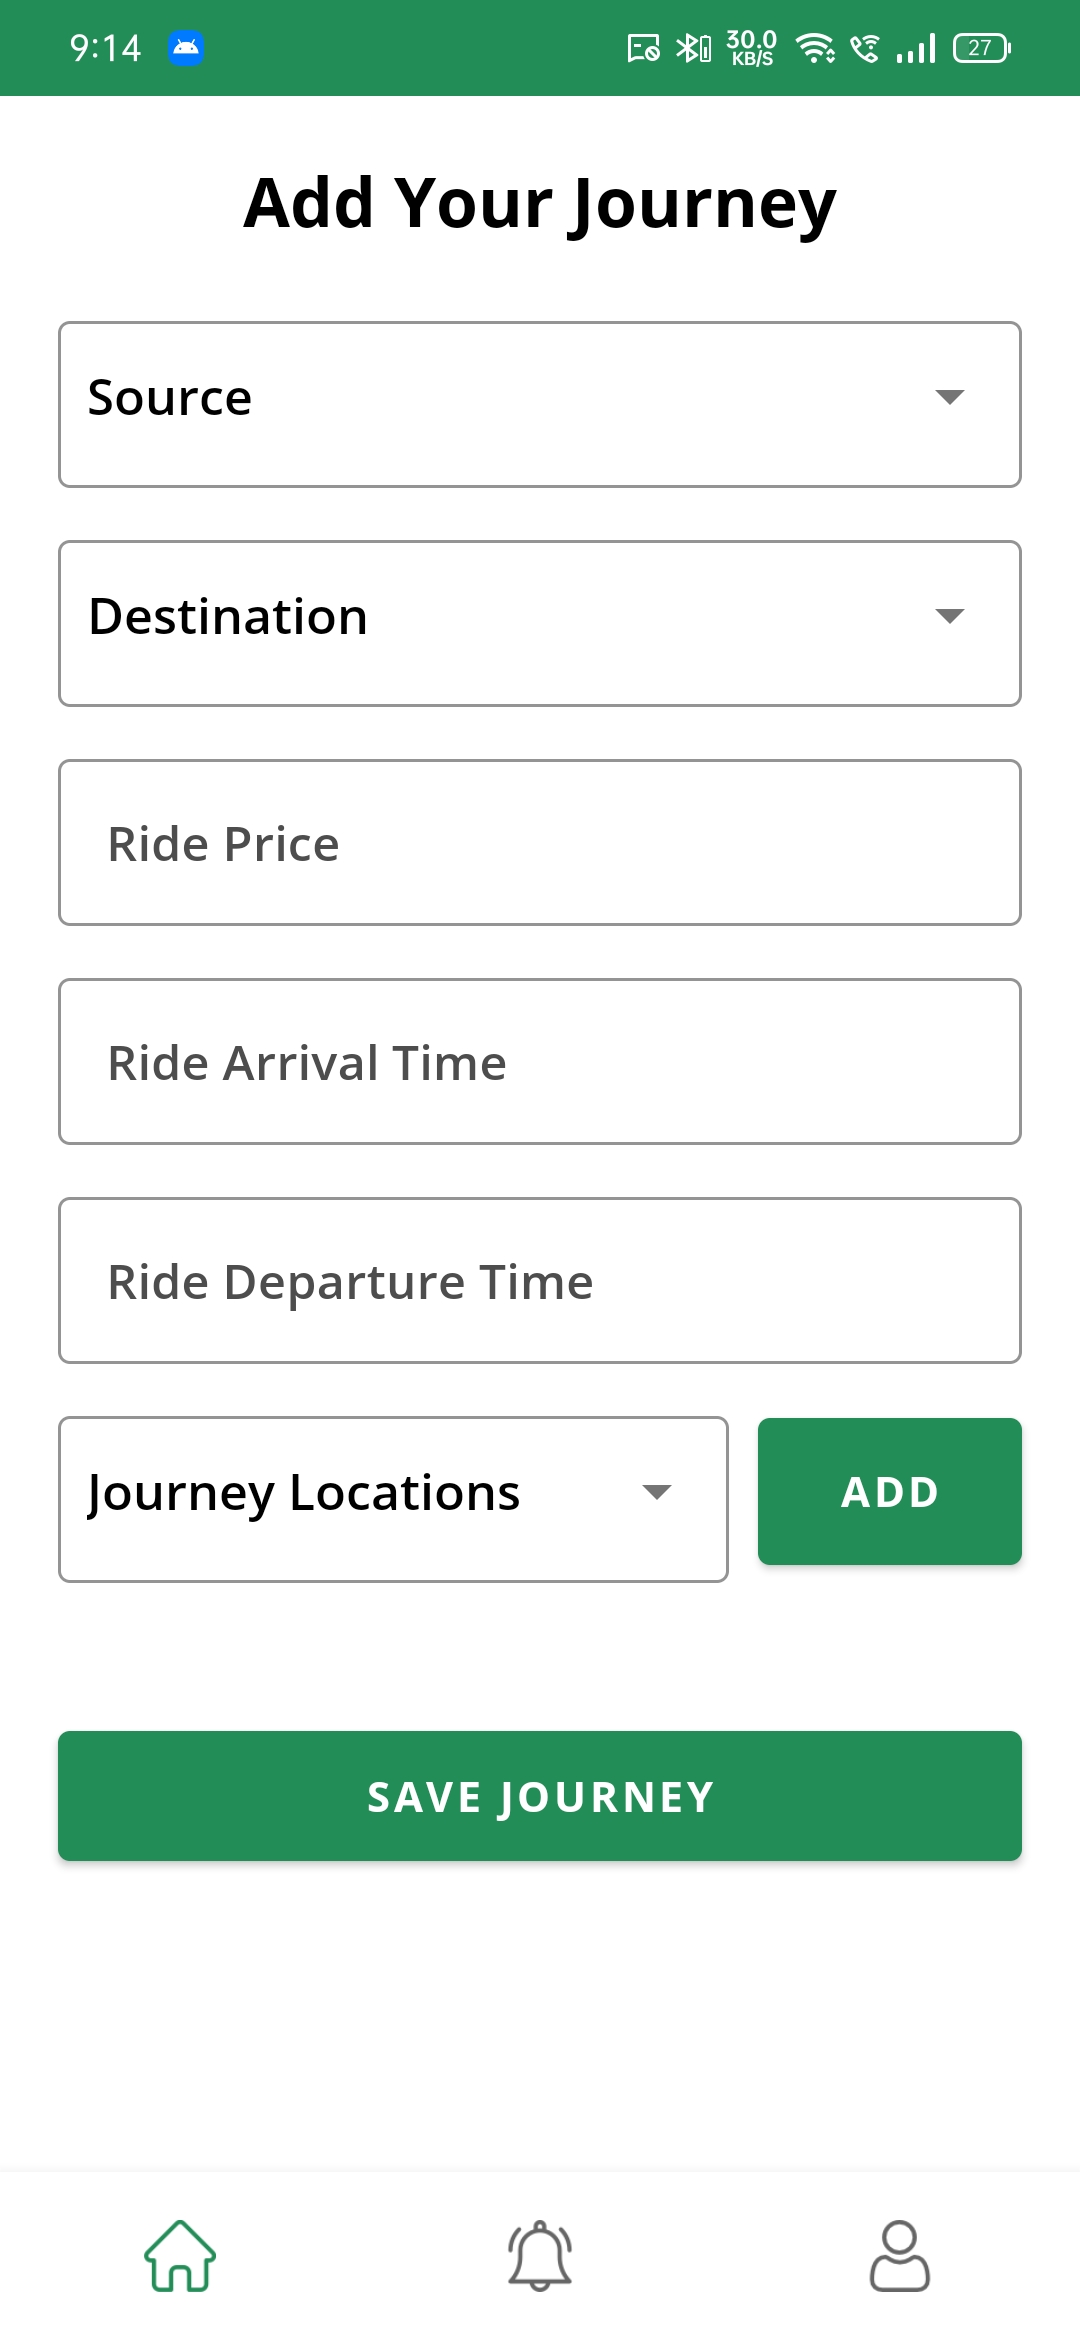 9:14 30.0 KB/S 27
Add Your Journey
Source
Destination
Ride Price
Ride Arrival Time
Ride Departure Time
Journey Locations ADD
SAVE JOURNEY